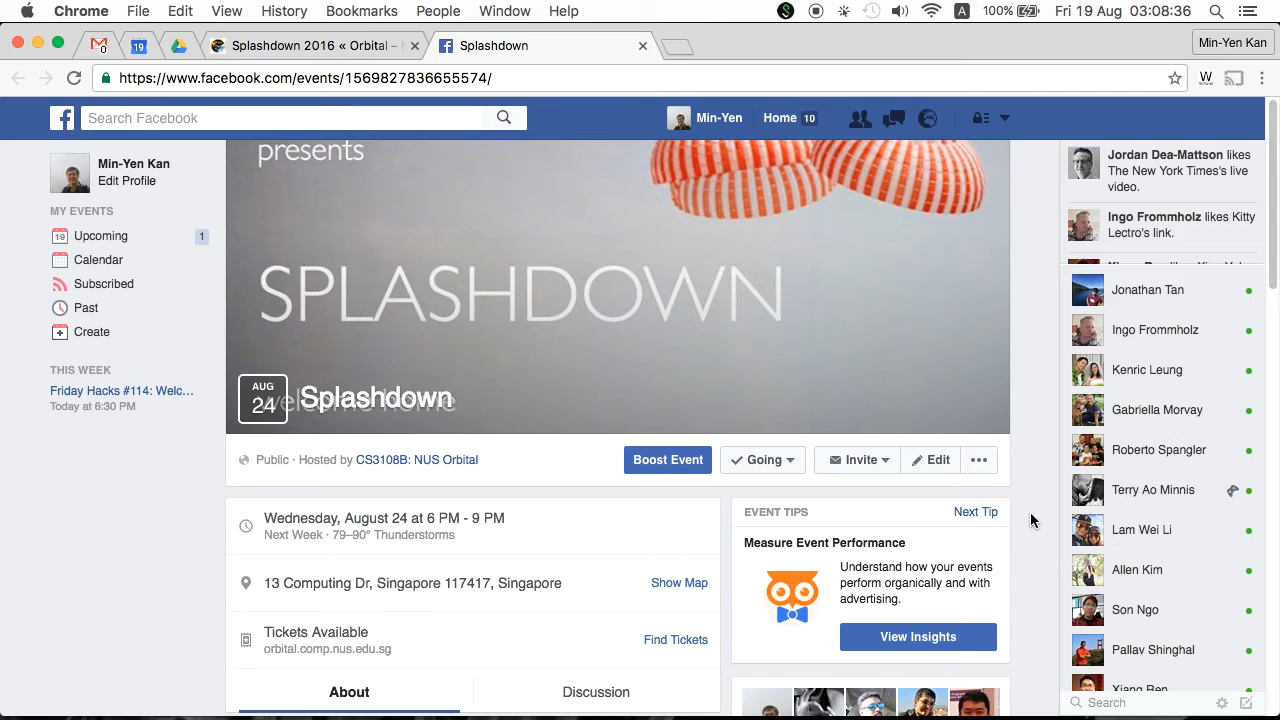 Chrome File Edit View History Bookmarks People Window Help 100% Fri 19 Aug 03:08:36
Splashdown 2016 « Orbital – Splashdown Min-Yen Kan
https://www.facebook.com/events/1569827836655574/
Search Facebook Min-Yen Home 10
Min-Yen Kan
Edit Profile
MY EVENTS
19 Upcoming 1
Calendar
Subscribed
Past
Create
THIS WEEK
Friday Hacks #114: Welc...
Today at 6:30 PM
presents
SPLASHDOWN
welcome home
AUG
24
Splashdown
Public · Hosted by CS3108B: NUS Orbital
Boost Event Going Invite Edit
Wednesday, August 24 at 6 PM - 9 PM
Next Week · 79–90° Thunderstorms
13 Computing Dr, Singapore 117417, Singapore Show Map
Tickets Available
orbital.comp.nus.edu.sg
Find Tickets
About Discussion
EVENT TIPS Next Tip
Measure Event Performance
Understand how your events
perform organically and with
advertising.
View Insights
Jordan Dea-Mattson likes
The New York Times's live
video.
Ingo Frommholz likes Kitty
Lectro's link.
Jonathan Tan
Ingo Frommholz
Kenric Leung
Gabriella Morvay
Roberto Spangler
Terry Ao Minnis
Lam Wei Li
Allen Kim
Son Ngo
Pallav Shinghal
Xiang Ren
Search